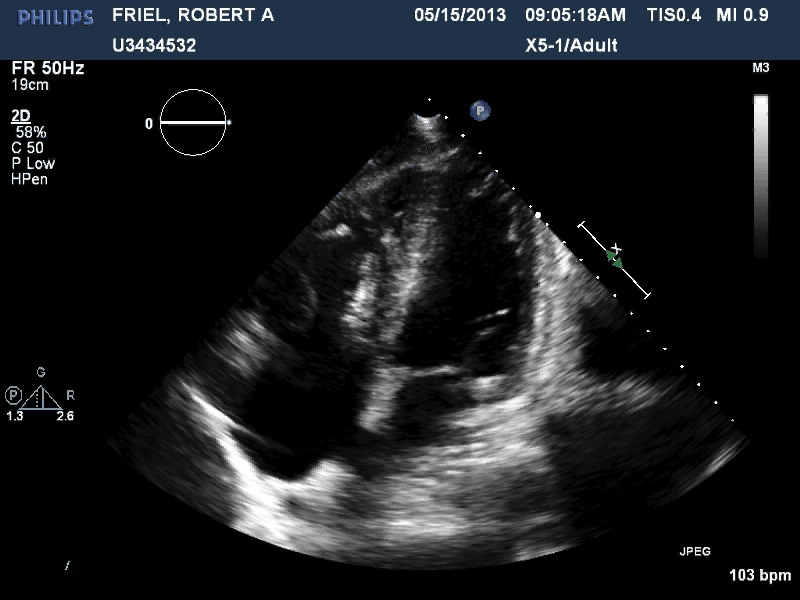 PHILIPS FRIEL, ROBERT A 05/15/2013 09:05:18AM TIS0.4 MI 0.9
U3434532 X5-1/Adult
FR 50Hz
19cm
M3
2D
58%
C 50
P Low
HPen
0
P
X
G
P R
1.3 2.6
JPEG
103 bpm